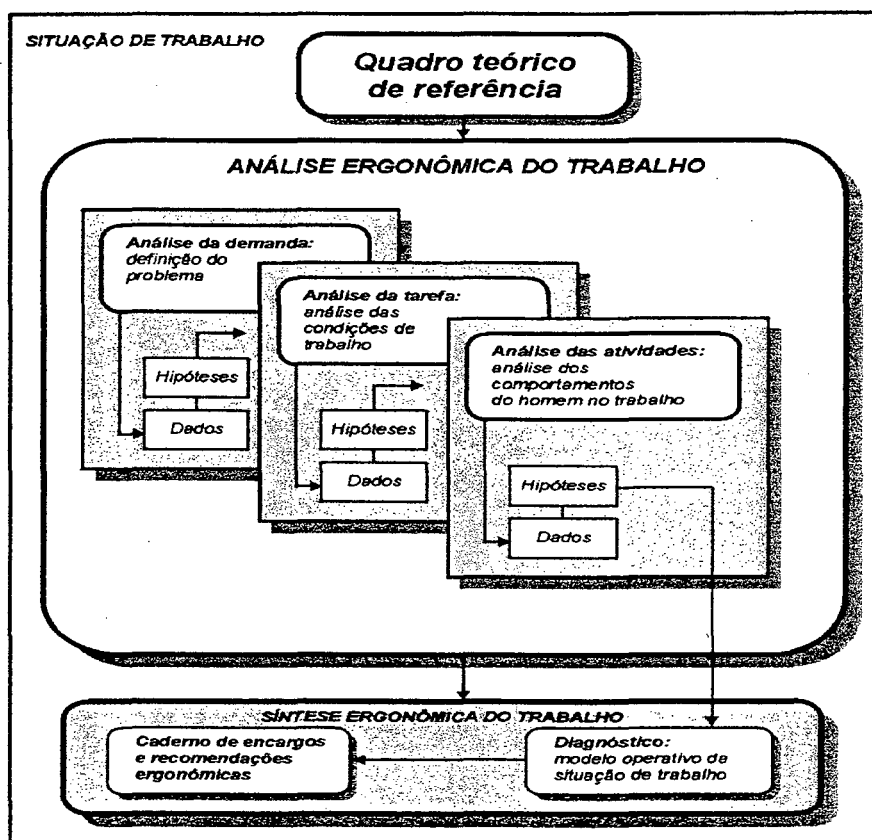 SITUAÇÃO DE TRABALHO
Quadro teórico
de referência
ANÁLISE ERGONÔMICA DO TRABALHO
Análise da demanda:
definição do
problema
Hipóteses
Dados
Análise da tarefa:
análise das
condições de
trabalho
Hipóteses
Dados
Análise das atividades:
análise dos
comportamentos
do homem no trabalho
Hipóteses
Dados
SÍNTESE ERGONÔMICA DO TRABALHO
Caderno de encargos
e recomendações
ergonómicas
Diagnóstico:
modelo operativo da
situação de trabalho